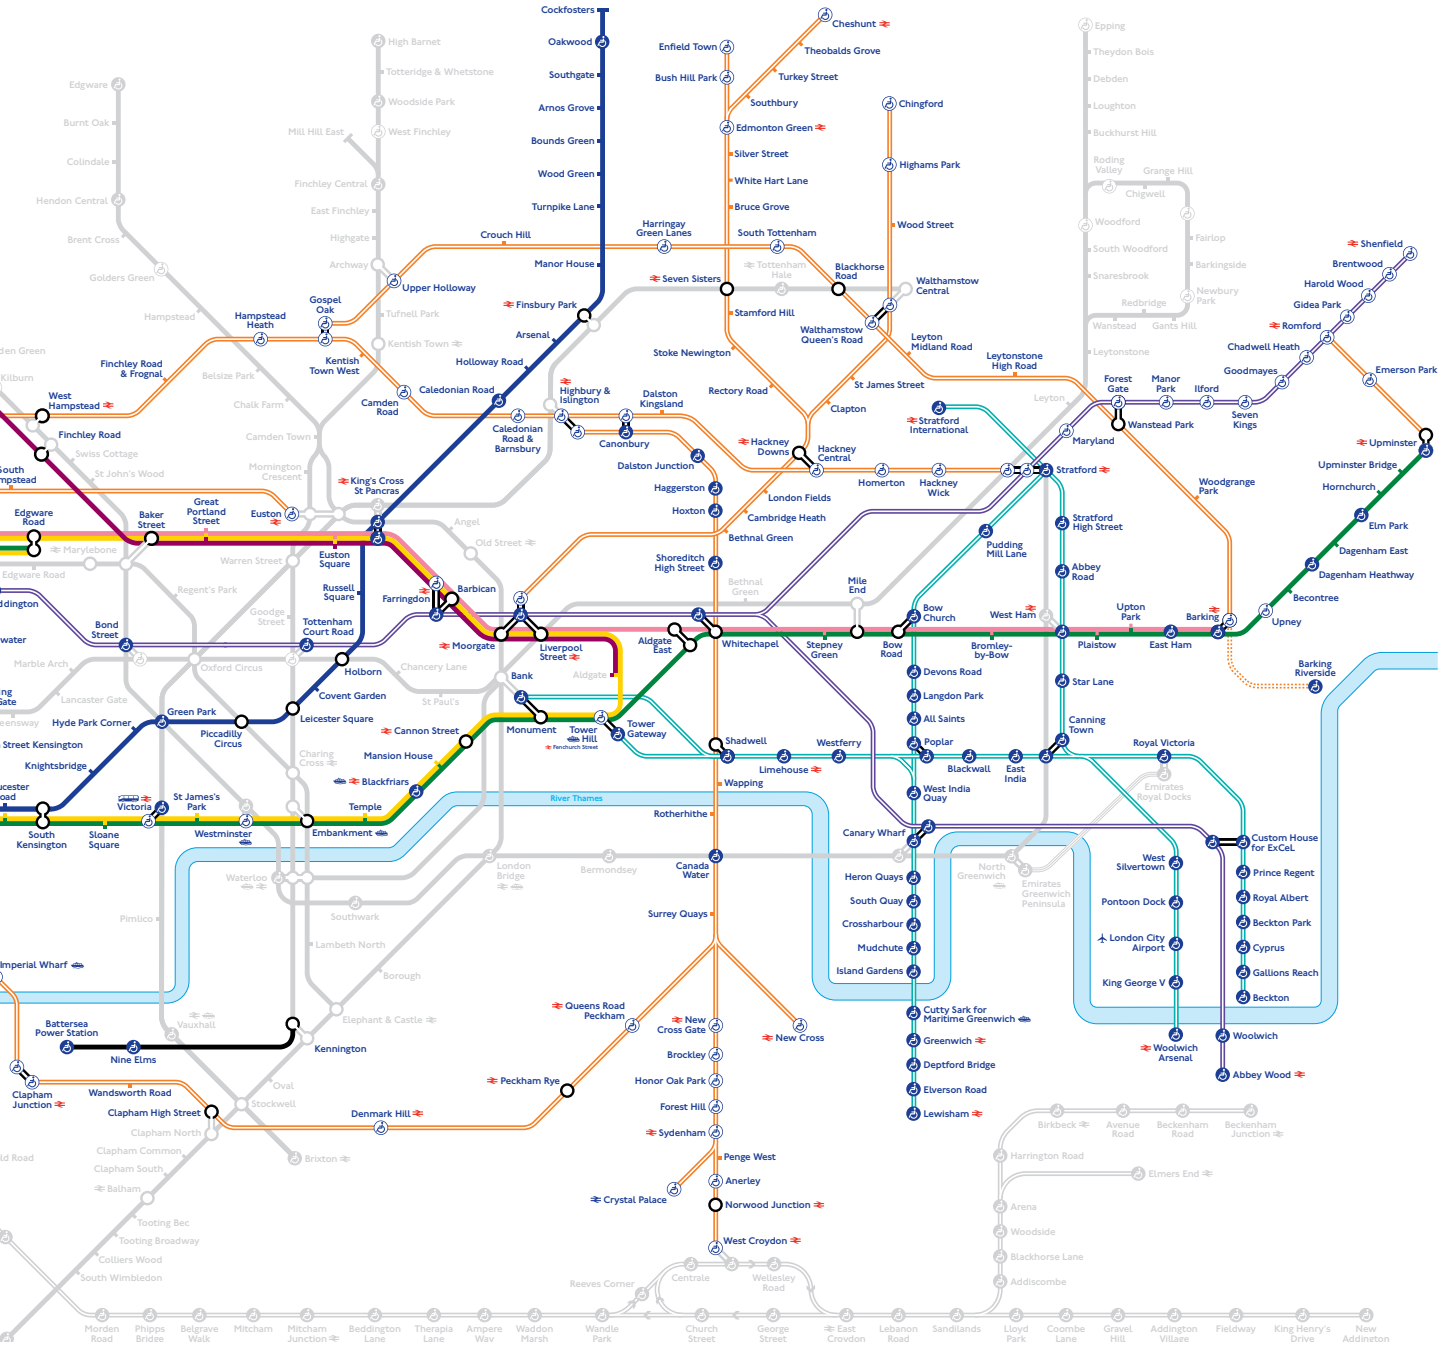 Cockfosters
Oakwood
Southgate
Arnos Grove
Bounds Green
Wood Green
Turnpike Lane
Manor House
Finsbury Park
Arsenal
Holloway Road
Caledonian Road
Cheshunt
Theobalds Grove
Turkey Street
Southbury
Enfield Town
Bush Hill Park
Edmonton Green
Silver Street
White Hart Lane
Bruce Grove
Chingford
Highams Park
Wood Street
Epping
Theydon Bois
Debden
Loughton
Buckhurst Hill
Roding
Valley
Grange Hill
Chigwell
Woodford
South Woodford
Snaresbrook
Fairlop
Barkingside
Newbury
Park
Redbridge
Wanstead
Gants Hill
Leytonstone
Leyton
Edgware
Burnt Oak
Colindale
Hendon Central
Brent Cross
Golders Green
Hampstead
Belsize Park
Chalk Farm
Camden Town
Mornington
Crescent
High Barnet
Totteridge & Whetstone
Woodside Park
Mill Hill East
West Finchley
Finchley Central
East Finchley
Highgate
Archway
Tufnell Park
Kentish Town
Crouch Hill
Harringay
Green Lanes
South Tottenham
Upper Holloway
Gospel
Oak
Hampstead
Heath
Kentish
Town West
Finchley Road
& Frognal
West
Hampstead
Camden
Road
Seven Sisters
Tottenham
Hale
Blackhorse
Road
Walthamstow
Central
Walthamstow
Queen's Road
Stamford Hill
Stoke Newington
Rectory Road
Leyton
Midland Road
St James Street
Clapton
Leytonstone
High Road
Shenfield
Brentwood
Harold Wood
Gidea Park
Romford
Chadwell Heath
Goodmayes
Emerson Park
Forest
Gate
Manor
Park
Ilford
Seven
Kings
Wanstead Park
Maryland
Upminster
Upminster Bridge
Hornchurch
Elm Park
Dagenham East
Dagenham Heathway
Becontree
Upney
Woodgrange
Park
den Green
Kilburn
Finchley Road
Swiss Cottage
St John's Wood
South
mpstead
Caledonian
Road &
Barnsbury
Highbury &
Islington
Dalston
Kingsland
Canonbury
Dalston Junction
Haggerston
Hoxton
Shoreditch
High Street
Hackney
Downs
Hackney
Central
Homerton
Hackney
Wick
London Fields
Cambridge Heath
Bethnal Green
Stratford
International
Stratford
Stratford
High Street
Pudding
Mill Lane
Abbey
Road
King's Cross
St Pancras
Euston
Angel
Old Street
Edgware
Road
Marylebone
Edgware Road
Baker
Street
Great
Portland
Street
Euston
Square
Warren Street
Regent's Park
Goodge
Street
Russell
Square
Farringdon
Barbican
Moorgate
Liverpool
Street
Bethnal
Green
Mile
End
Aldgate
East
Aldgate
Whitechapel
Stepney
Green
Bow
Road
Bow
Church
Bromley-
by-Bow
West Ham
Plaistow
Upton
Park
East Ham
Barking
Barking
Riverside
ddington
water
Bond
Street
Tottenham
Court Road
Marble Arch
Oxford Circus
Lancaster Gate
ng
Gate
eensway
Holborn
Chancery Lane
St Paul's
Bank
Covent Garden
Leicester Square
Green Park
Piccadilly
Circus
Hyde Park Corner
Street Kensington
Knightsbridge
Charing
Cross
Cannon Street
Mansion House
Blackfriars
Temple
Embankment
Monument
Tower
Hill
Fenchurch Street
Tower
Gateway
Shadwell
Limehouse
Westferry
Devons Road
Langdon Park
All Saints
Poplar
Blackwall
East
India
Star Lane
Canning
Town
Royal Victoria
Emirates
Royal Docks
West India
Quay
Canary Wharf
Heron Quays
South Quay
Crossharbour
Mudchute
Island Gardens
Cutty Sark for
Maritime Greenwich
Greenwich
Deptford Bridge
Elverson Road
Lewisham
ucester
oad
South
Kensington
Sloane
Square
Victoria
St James's
Park
Westminster
Waterloo
Southwark
Lambeth North
Borough
Elephant & Castle
Kennington
Pimlico
Vauxhall
London
Bridge
Bermondsey
River Thames
Wapping
Rotherhithe
Canada
Water
Surrey Quays
North
Greenwich
Emirates
Greenwich
Peninsula
West
Silvertown
Pontoon Dock
London City
Airport
King George V
Woolwich
Arsenal
Custom House
for ExCeL
Prince Regent
Royal Albert
Beckton Park
Cyprus
Gallions Reach
Beckton
Woolwich
Abbey Wood
Imperial Wharf
Battersea
Power Station
Nine Elms
Clapham
Junction
Wandsworth Road
Clapham High Street
Clapham North
Clapham Common
Clapham South
Balham
Tooting Bec
Tooting Broadway
Colliers Wood
South Wimbledon
ld Road
Oval
Stockwell
Brixton
Denmark Hill
Peckham Rye
Queens Road
Peckham
New
Cross Gate
New Cross
Brockley
Honor Oak Park
Forest Hill
Sydenham
Penge West
Crystal Palace
Anerley
Norwood Junction
West Croydon
Birkbeck
Avenue
Road
Beckenham
Road
Beckenham
Junction
Harrington Road
Elmers End
Arena
Woodside
Blackhorse Lane
Addiscombe
Reeves Corner
Centrale
Wellesley
Road
Morden
Road
Phipps
Bridge
Belgrave
Walk
Mitcham
Mitcham
Junction
Beddington
Lane
Therapia
Lane
Ampere
Way
Waddon
Marsh
Wandle
Park
Church
Street
George
Street
East
Croydon
Lebanon
Road
Sandilands
Lloyd
Park
Coombe
Lane
Gravel
Hill
Addington
Village
Fieldway
King Henry's
Drive
New
Addington